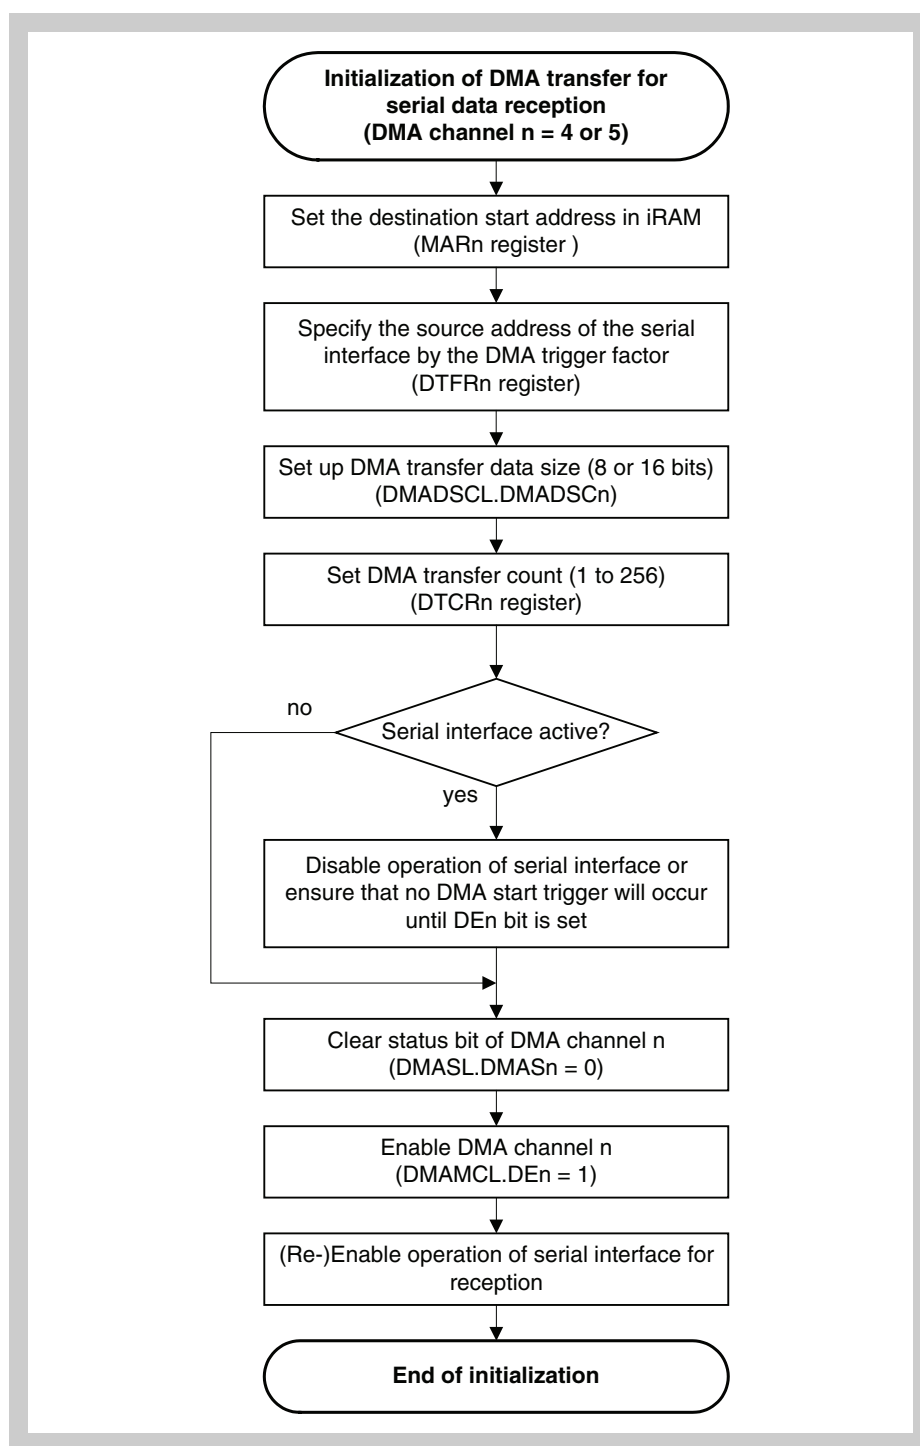 Initialization of DMA transfer for
serial data reception
(DMA channel n = 4 or 5)
Set the destination start address in iRAM
(MARn register )
Specify the source address of the serial
interface by the DMA trigger factor
(DTFRn register)
Set up DMA transfer data size (8 or 16 bits)
(DMADSCL.DMADSCn)
Set DMA transfer count (1 to 256)
(DTCRn register)
no
Serial interface active?
yes
Disable operation of serial interface or
ensure that no DMA start trigger will occur
until DEn bit is set
Clear status bit of DMA channel n
(DMASL.DMASn = 0)
Enable DMA channel n
(DMAMCL.DEn = 1)
(Re-)Enable operation of serial interface for
reception
End of initialization